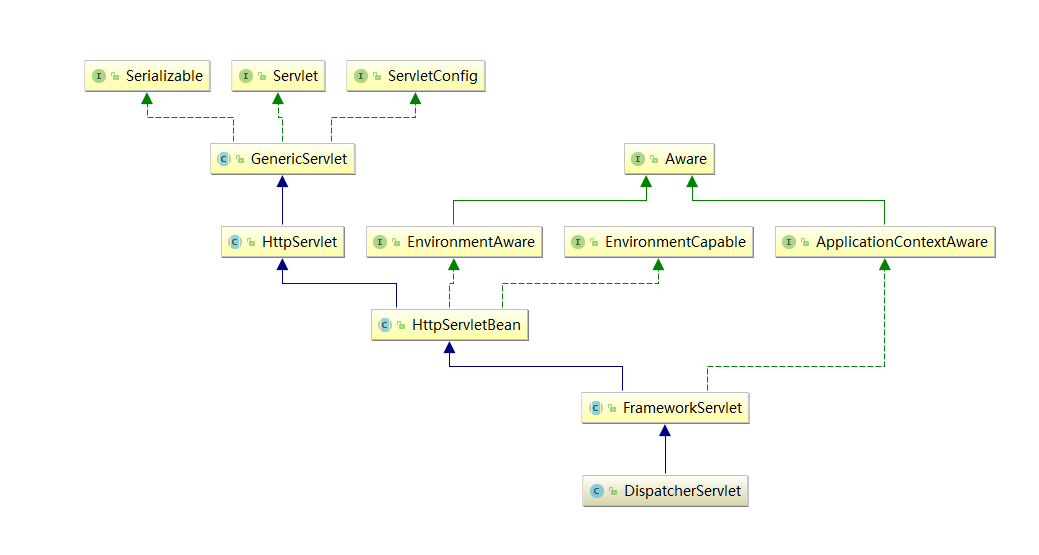 I Serializable
I Servlet
I ServletConfig
C GenericServlet
I Aware
C HttpServlet
I EnvironmentAware
I EnvironmentCapable
I ApplicationContextAware
C HttpServletBean
C FrameworkServlet
C DispatcherServlet